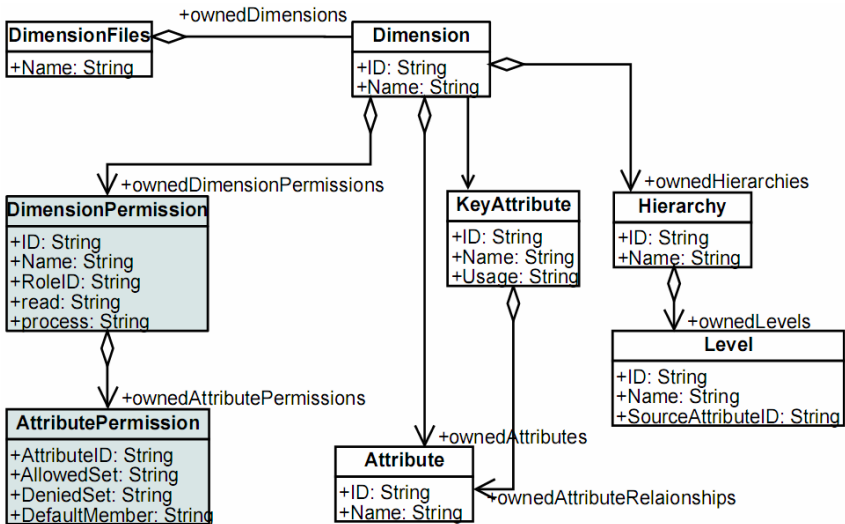 +ownedDimensions
DimensionFiles
+Name: String
Dimension
+ID: String
+Name: String
+ownedDimensionPermissions
+ownedHierarchies
DimensionPermission
+ID: String
+Name: String
+RoleID: String
+read: String
+process: String
KeyAttribute
+ID: String
+Name: String
+Usage: String
Hierarchy
+ID: String
+Name: String
+ownedLevels
Level
+ID: String
+Name: String
+SourceAttributeID: String
+ownedAttributePermissions
AttributePermission
+AttributeID: String
+AllowedSet: String
+DeniedSet: String
+DefaultMember: String
+ownedAttributes
Attribute
+ID: String
+Name: String
+ownedAttributeRelaionships